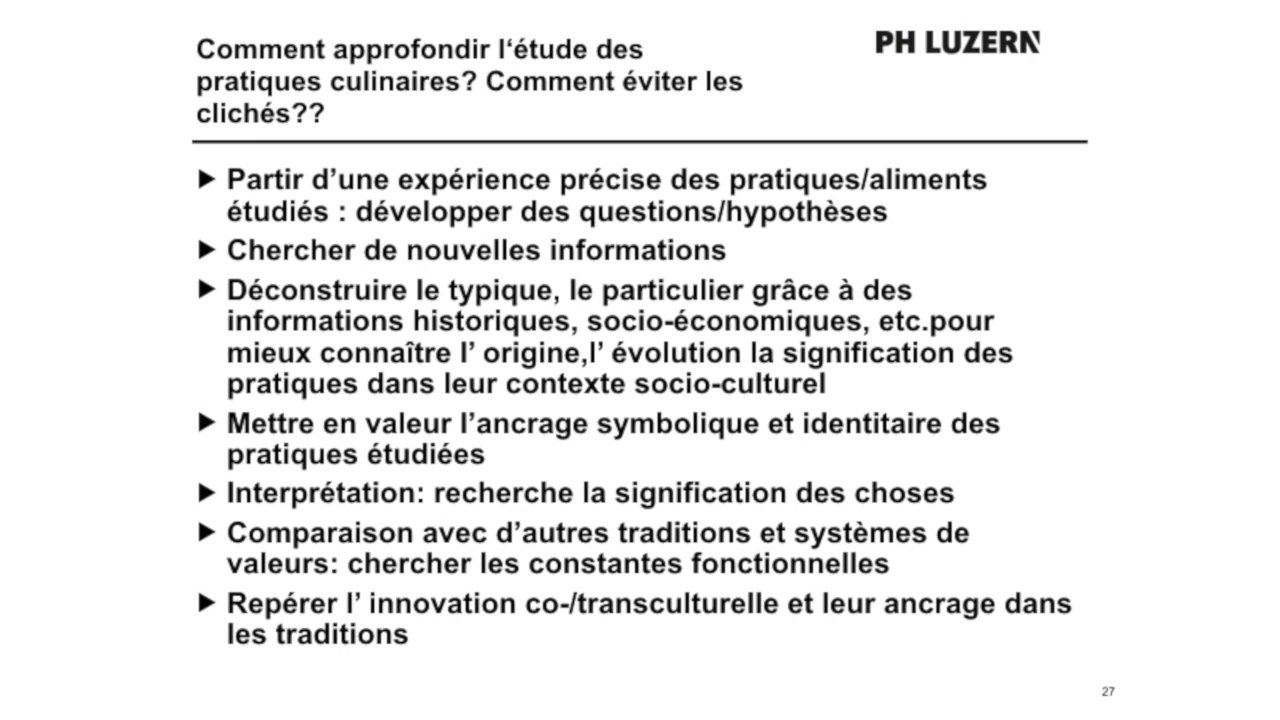 Comment approfondir l‘étude des
pratiques culinaires? Comment éviter les
clichés??
PH LUZERN
Partir d’une expérience précise des pratiques/aliments
étudiés : développer des questions/hypothèses
Chercher de nouvelles informations
Déconstruire le typique, le particulier grâce à des
informations historiques, socio-économiques, etc.pour
mieux connaître l’ origine,l’ évolution la signification des
pratiques dans leur contexte socio-culturel
Mettre en valeur l’ancrage symbolique et identitaire des
pratiques étudiées
Interprétation: recherche la signification des choses
Comparaison avec d’autres traditions et systèmes de
valeurs: chercher les constantes fonctionnelles
Repérer l’ innovation co-/transculturelle et leur ancrage dans
les traditions
27